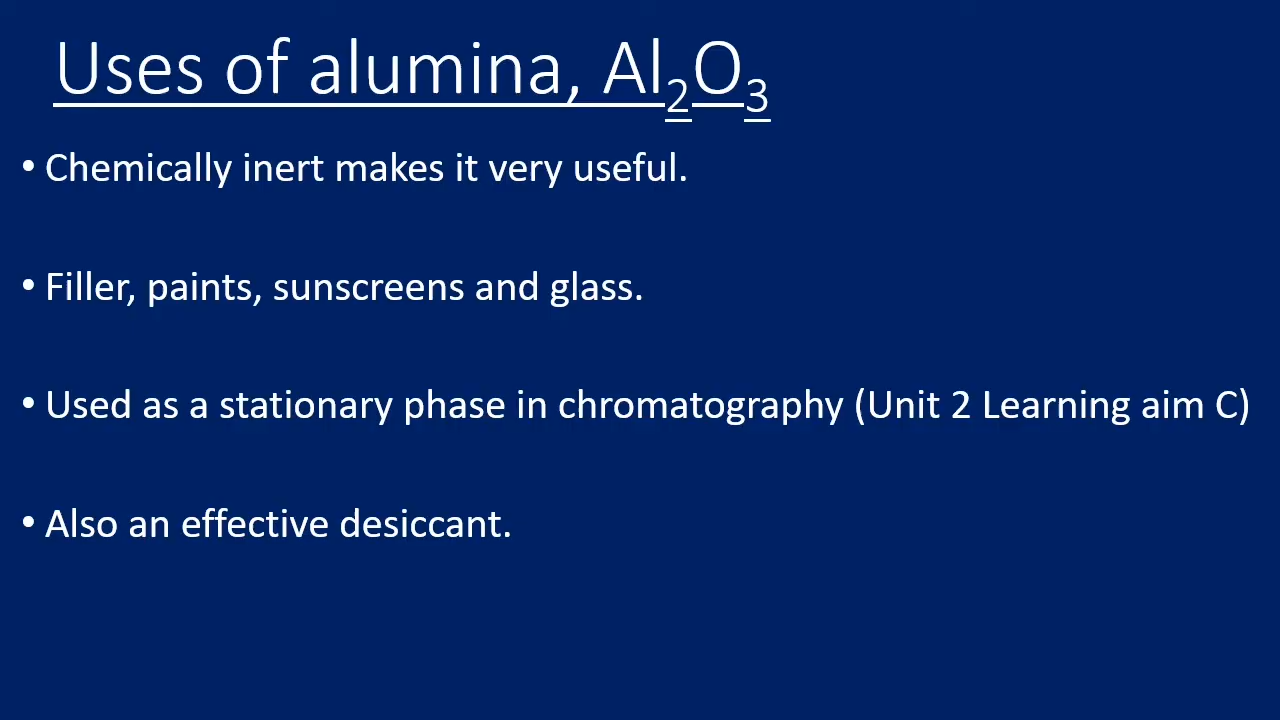 Uses of alumina, Al₂O₃
• Chemically inert makes it very useful.
• Filler, paints, sunscreens and glass.
• Used as a stationary phase in chromatography (Unit 2 Learning aim C)
• Also an effective desiccant.